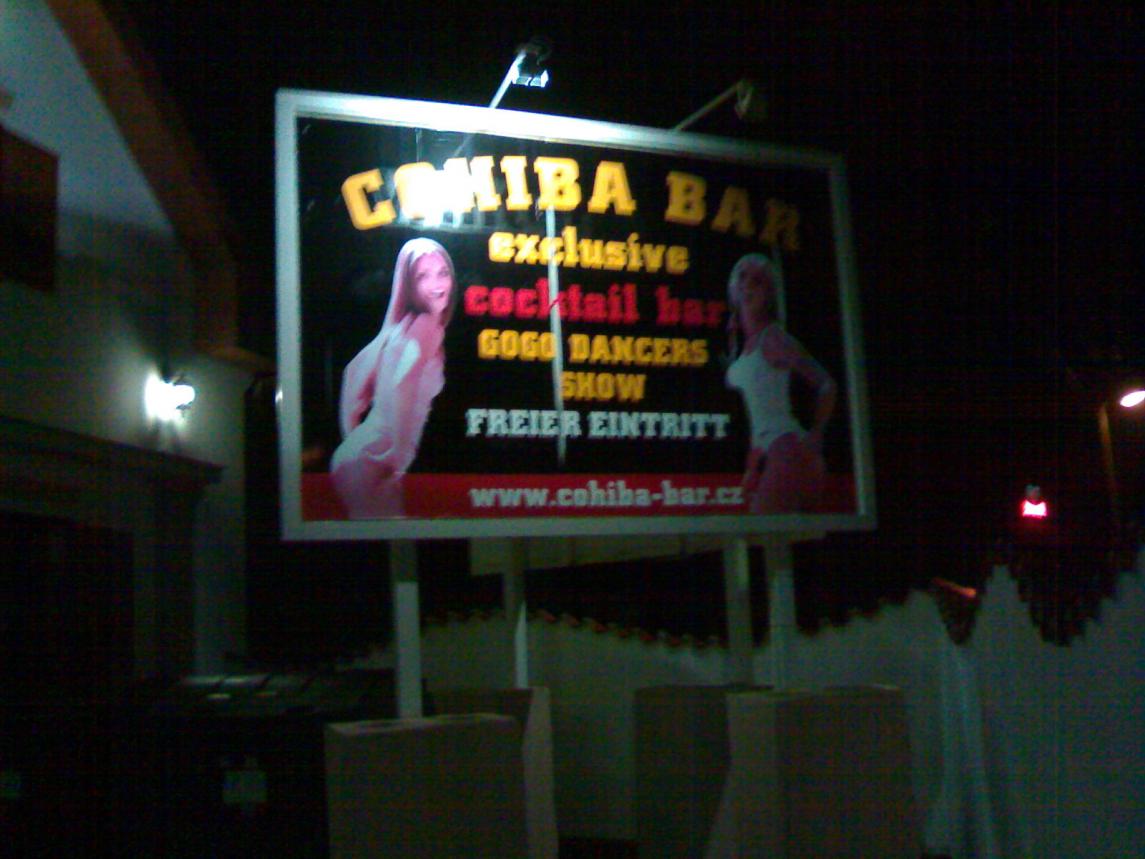 COHIBA BAR
exclusive
cocktail bar
GOGO DANCERS
SHOW
FREIER EINTRITT
www.cohiba-bar.cz